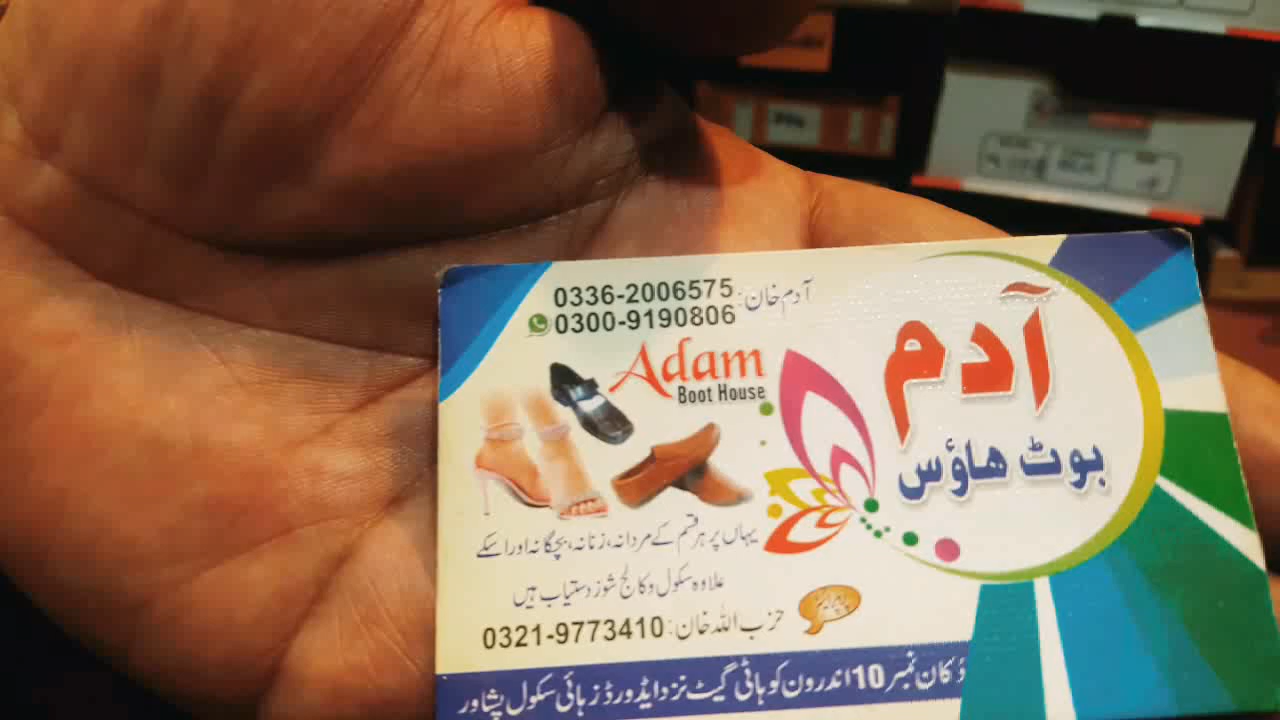 آدم خان: 0336-2006575
0300-9190806
Adam
Boot House
آدم
بوٹ ھاؤس
یہاں پر ہر قسم کے مردانہ، زنانہ، بچگانہ اور اسکے
علاوہ سکول و کالج شوز دستیاب ہیں
پروپرائیٹر
حزب اللہ خان: 0321-9773410
دکان نمبر 10 اندرون کوہاٹی گیٹ نزد ایڈورڈز ہائی سکول پشاور